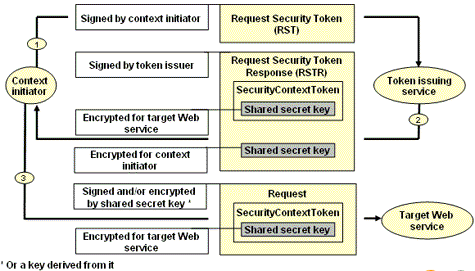 1
Signed by context initiator
Request Security Token
(RST)
Signed by token issuer
Request Security Token
Response (RSTR)
Context
initiator
SecurityContextToken
Shared secret key
Token issuing
service
Encrypted for target Web
service
2
Encrypted for context
initiator
Shared secret key
3
Signed and/or encrypted
by shared secret key *
Request
SecurityContextToken
Shared secret key
Target Web
service
Encrypted for target Web
service
* Or a key derived from it